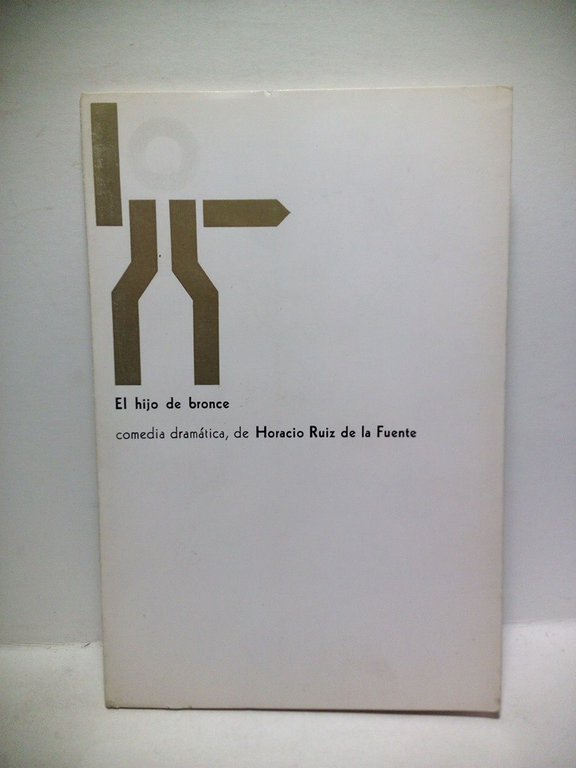 El hijo de bronce
comedia dramática, de Horacio Ruiz de la Fuente